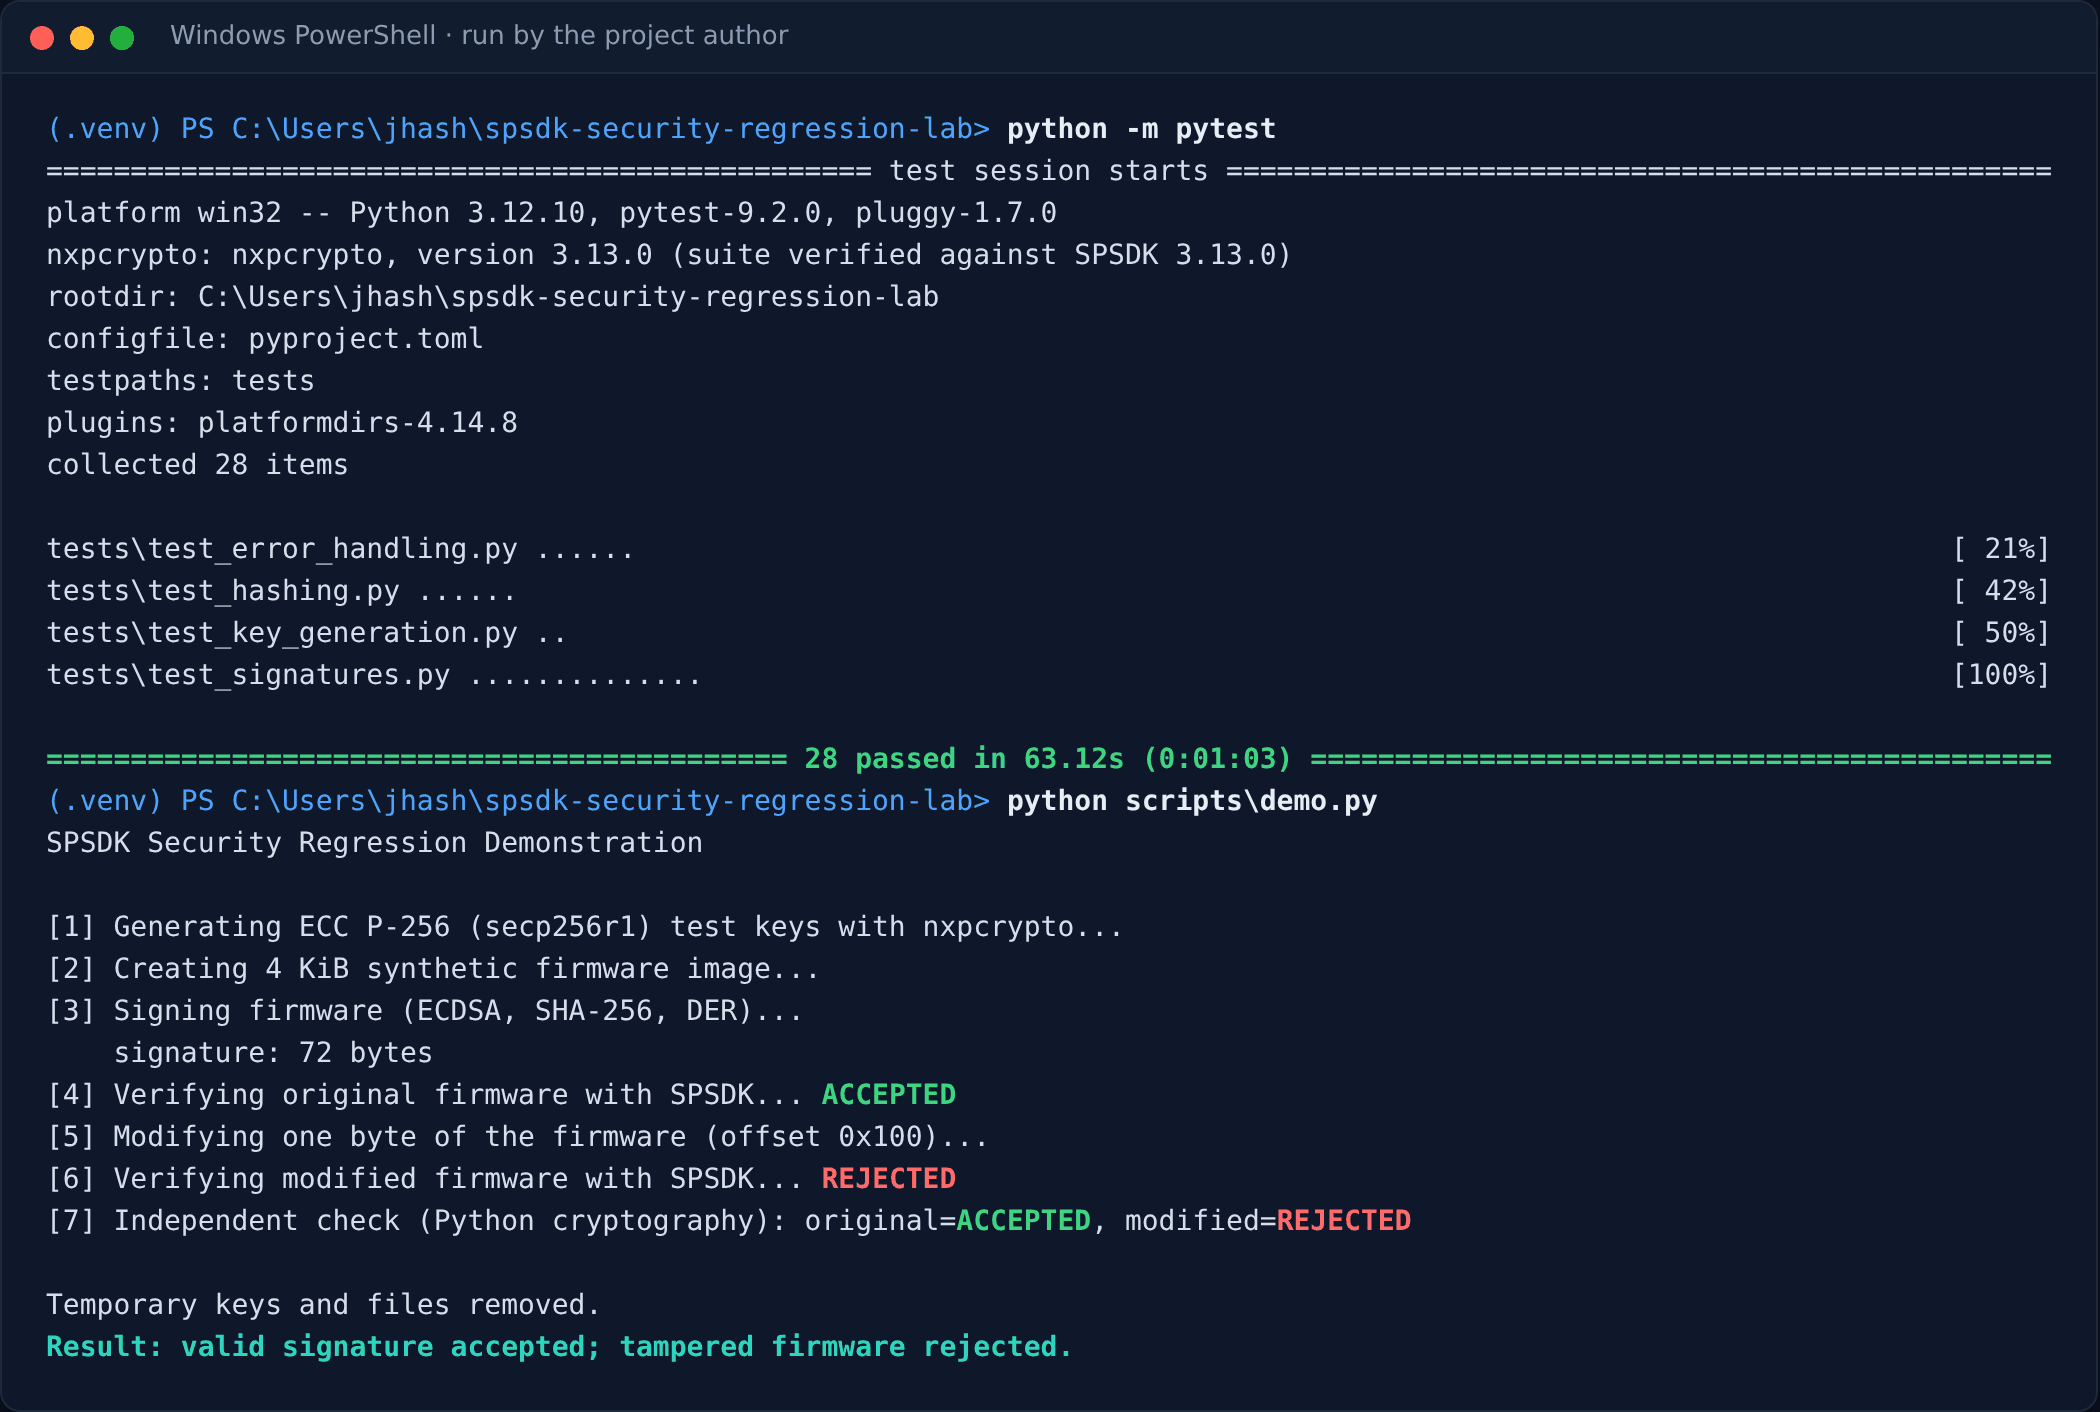 Windows PowerShell · run by the project author
(.venv) PS C:\Users\jhash\spsdk-security-regression-lab> python -m pytest
================================================= test session starts =================================================
platform win32 -- Python 3.12.10, pytest-9.2.0, pluggy-1.7.0
nxpcrypto: nxpcrypto, version 3.13.0 (suite verified against SPSDK 3.13.0)
rootdir: C:\Users\jhash\spsdk-security-regression-lab
configfile: pyproject.toml
testpaths: tests
plugins: platformdirs-4.14.8
collected 28 items
tests\test_error_handling.py ...... [ 21%]
tests\test_hashing.py ...... [ 42%]
tests\test_key_generation.py .. [ 50%]
tests\test_signatures.py .............. [100%]
============================================ 28 passed in 63.12s (0:01:03) ============================================
(.venv) PS C:\Users\jhash\spsdk-security-regression-lab> python scripts\demo.py
SPSDK Security Regression Demonstration
[1] Generating ECC P-256 (secp256r1) test keys with nxpcrypto...
[2] Creating 4 KiB synthetic firmware image...
[3] Signing firmware (ECDSA, SHA-256, DER)...
signature: 72 bytes
[4] Verifying original firmware with SPSDK... ACCEPTED
[5] Modifying one byte of the firmware (offset 0x100)...
[6] Verifying modified firmware with SPSDK... REJECTED
[7] Independent check (Python cryptography): original=ACCEPTED, modified=REJECTED
Temporary keys and files removed.
Result: valid signature accepted; tampered firmware rejected.